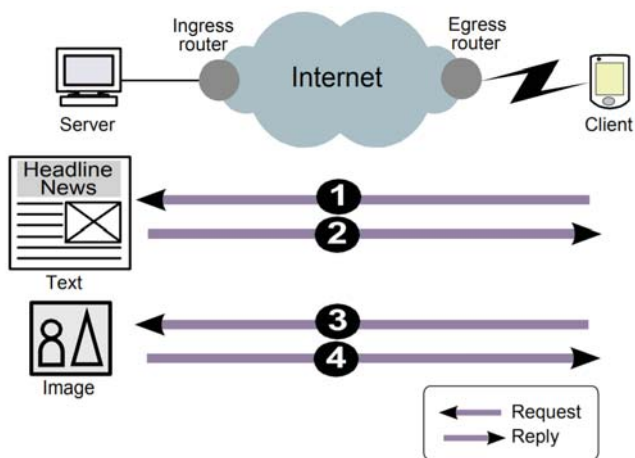 Ingress
router
Egress
router
Internet
Server
Client
Headline
News
1
2
Text
3
4
Image
Request
Reply